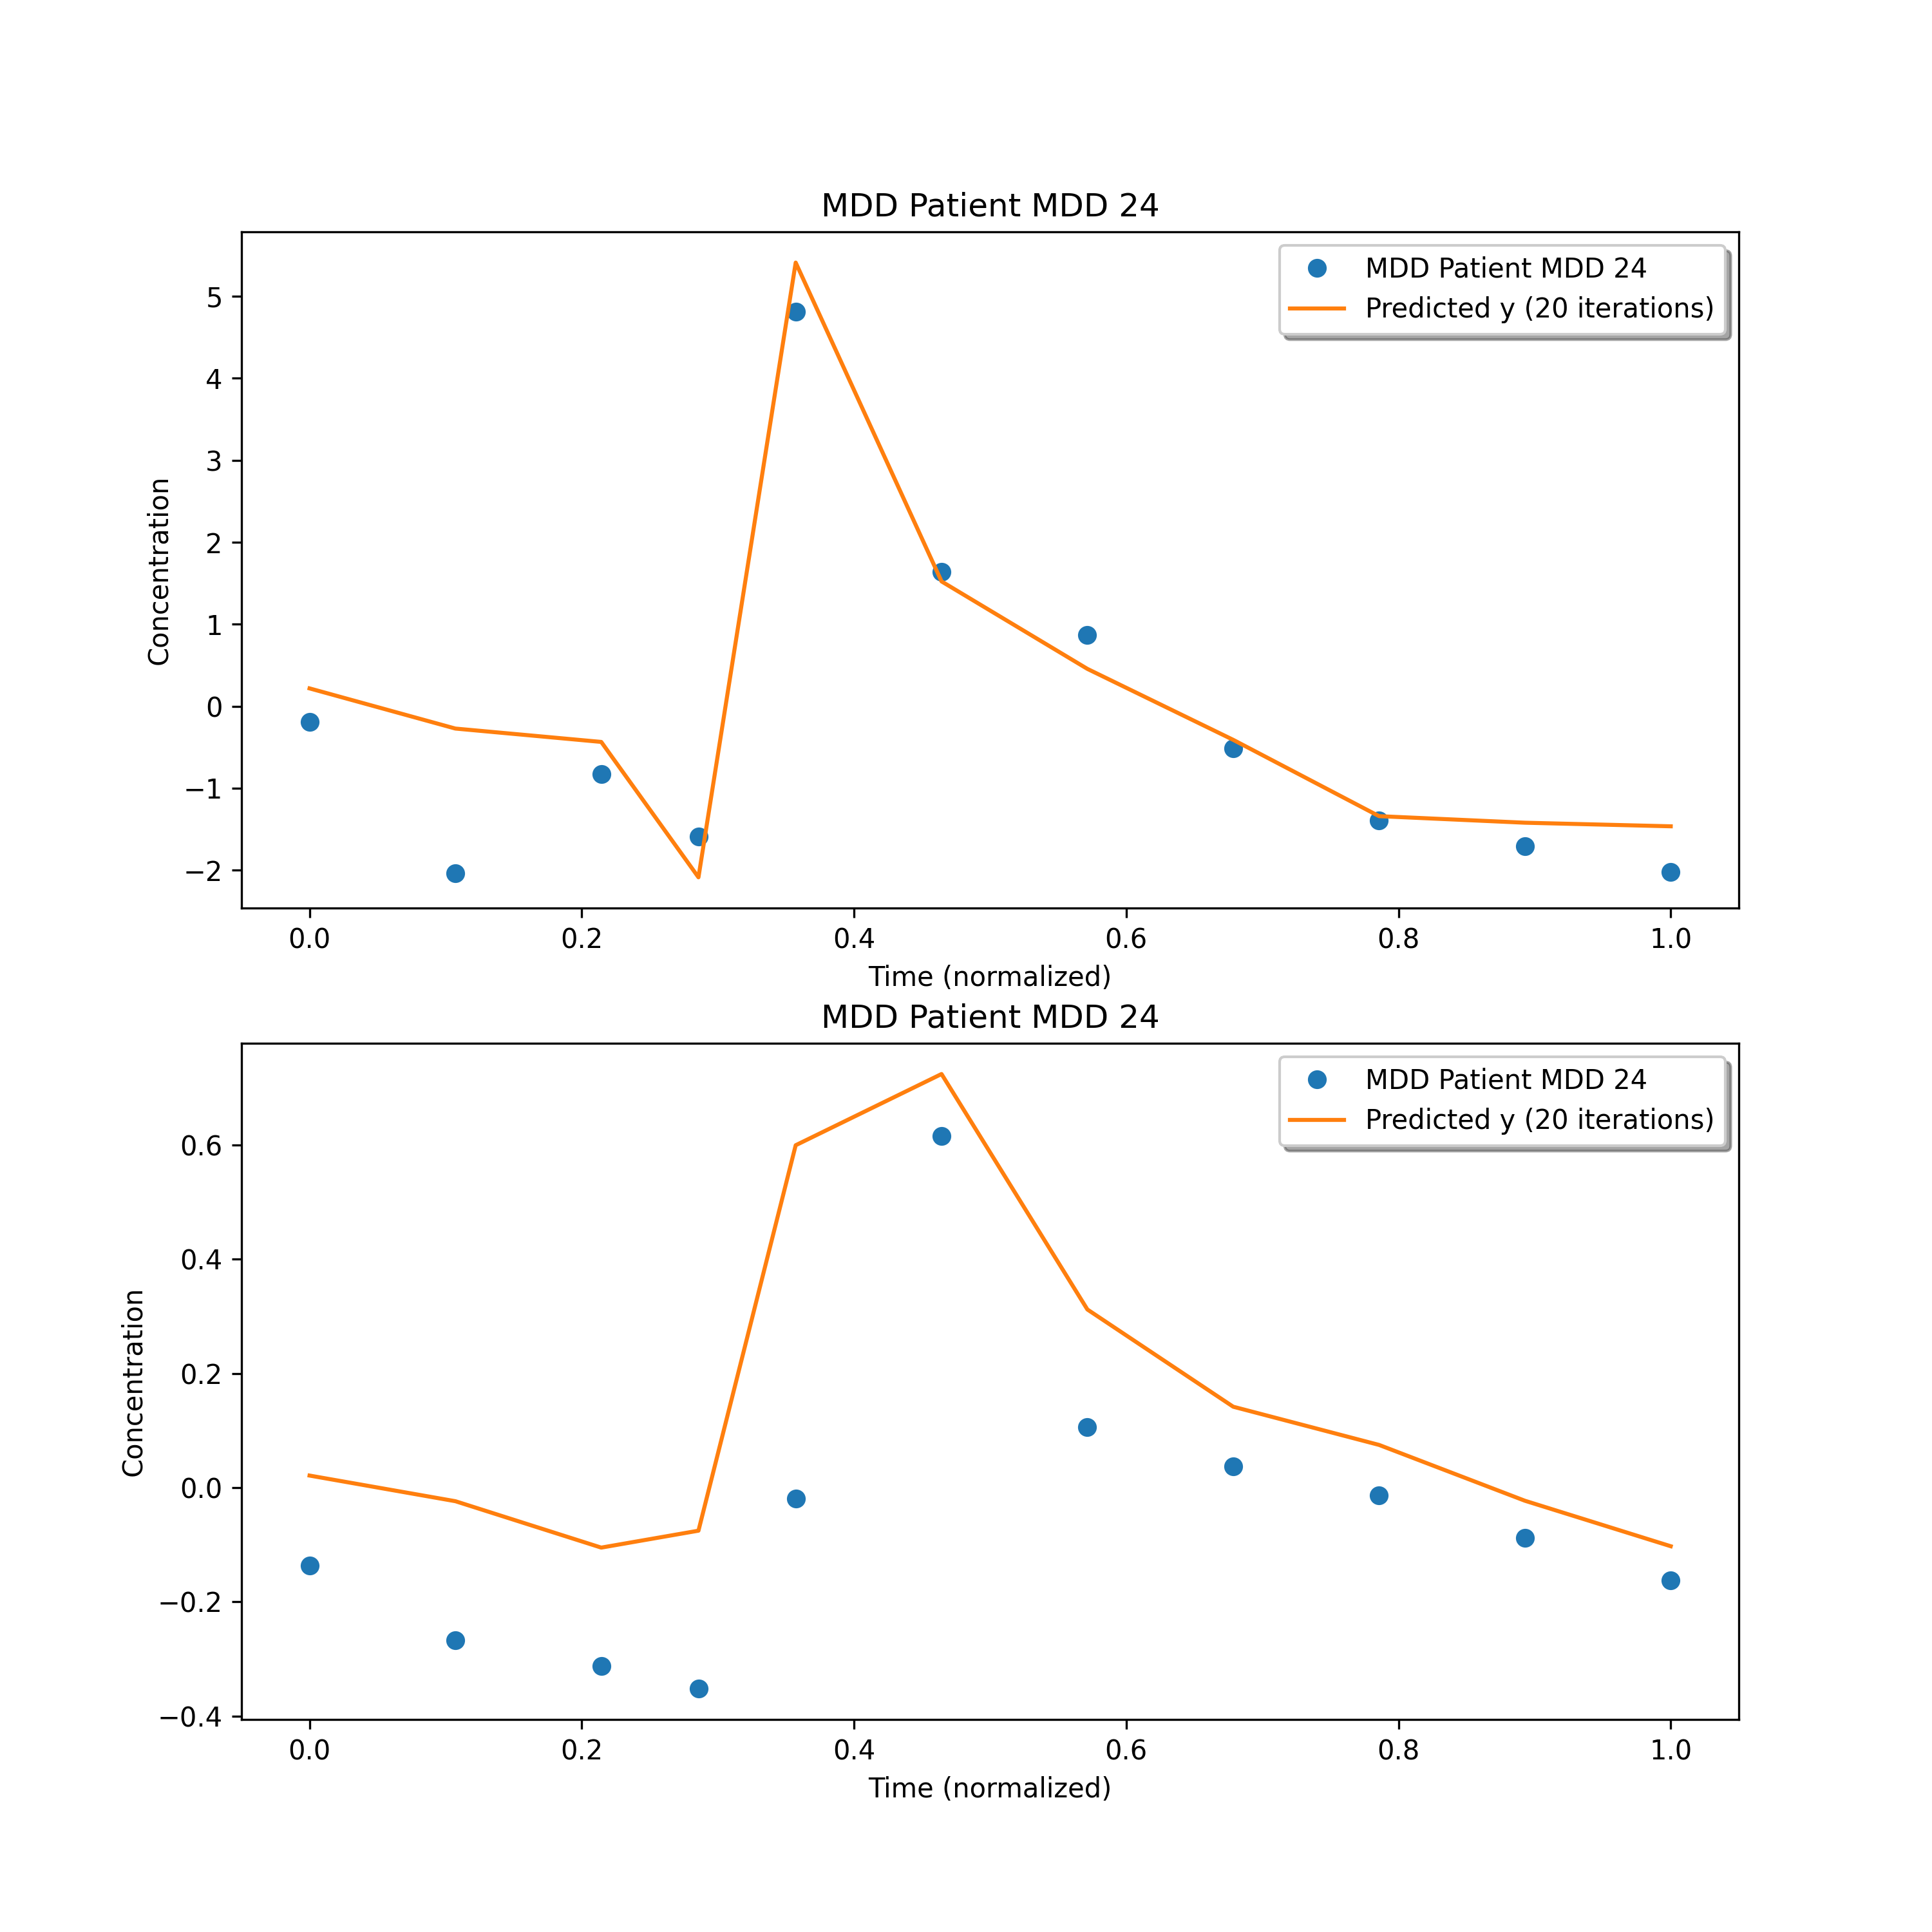 MDD Patient MDD 24
MDD Patient MDD 24
Predicted y (20 iterations)
5
4
3
2
1
0
−1
−2
Concentration
0.0 0.2 0.4 0.6 0.8 1.0
Time (normalized)
MDD Patient MDD 24
MDD Patient MDD 24
Predicted y (20 iterations)
0.6
0.4
0.2
0.0
−0.2
−0.4
Concentration
0.0 0.2 0.4 0.6 0.8 1.0
Time (normalized)